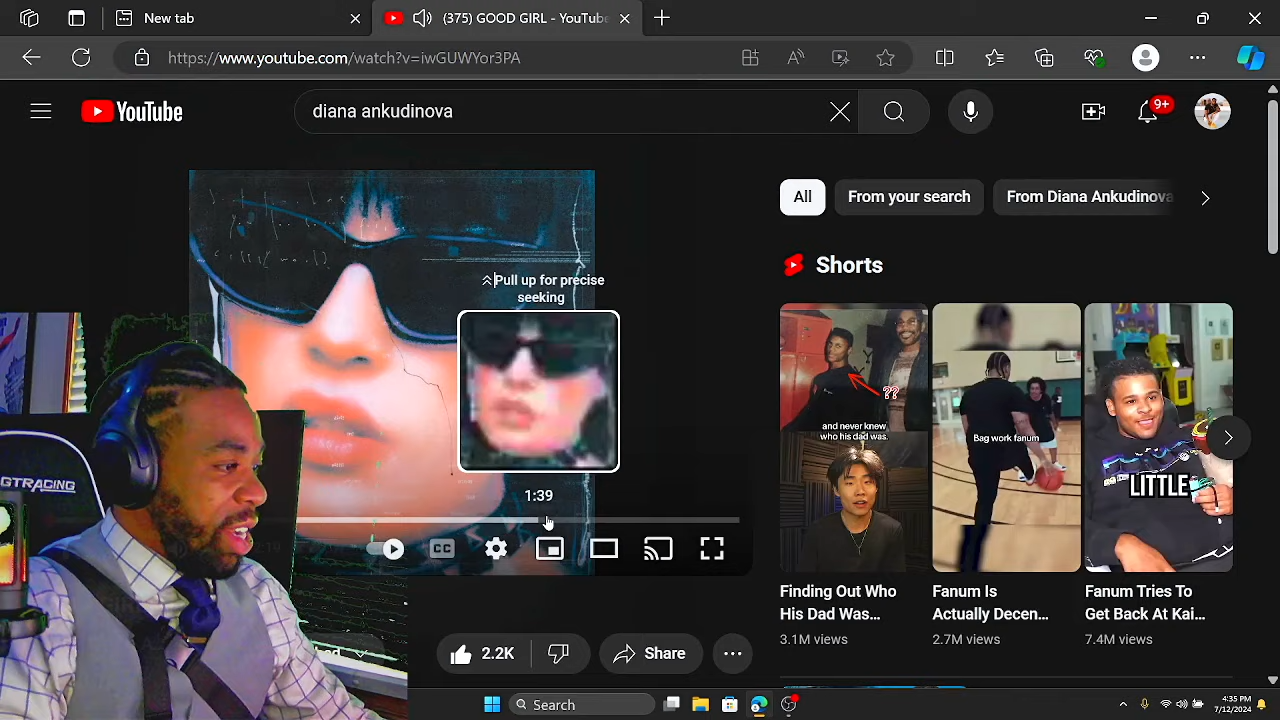 New tab
(375) GOOD GIRL - YouTube
https://www.youtube.com/watch?v=iwGUWYor3PA
YouTube
diana ankudinova
9+
All
From your search
From Diana Ankudinova
Shorts
Pull up for precise
seeking
1:39
CC
??
and never knew
who his dad was.
Bag work fanum
LITTLE
GTRACING
Finding Out Who
His Dad Was...
3.1M views
Fanum Is
Actually Decen...
2.7M views
Fanum Tries To
Get Back At Kai...
7.4M views
2.2K
Share
Search
4:35 PM
7/12/2024